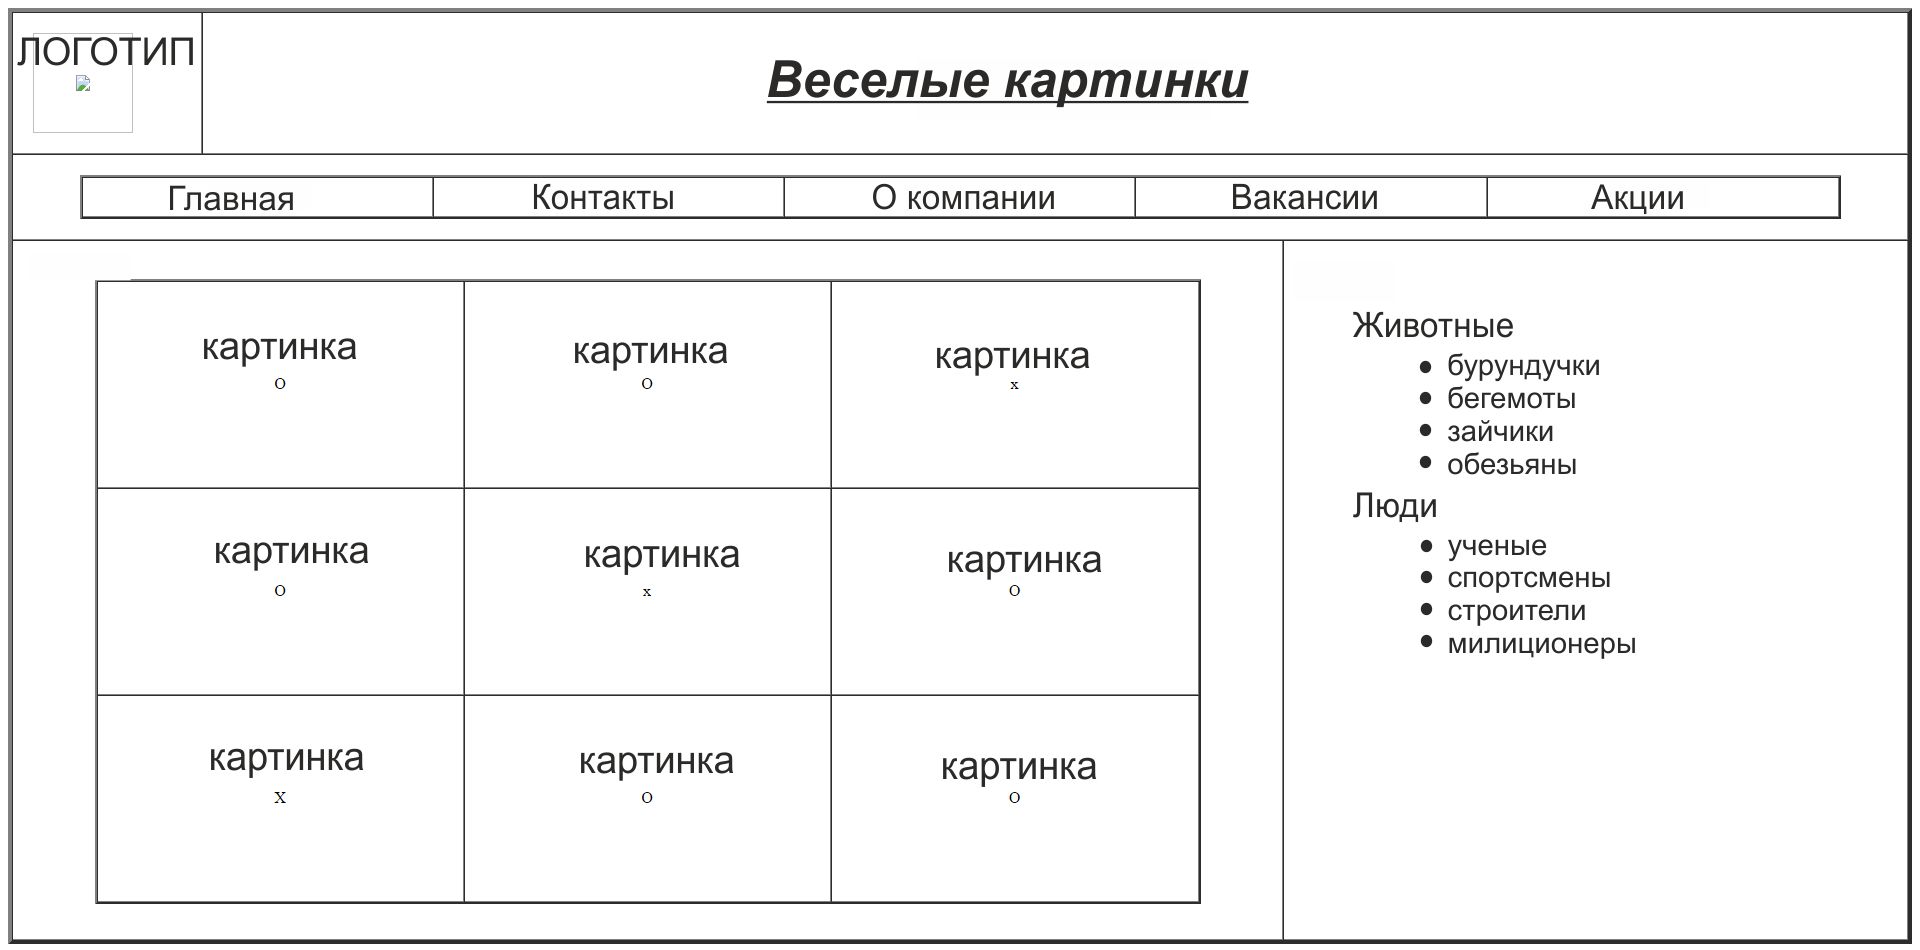 ЛОГОТИП
Веселые картинки
Главная Контакты О компании Вакансии Акции
картинка картинка картинка
O O x
картинка картинка картинка
O x O
картинка картинка картинка
X O O
Животные
бурундучки
бегемоты
зайчики
обезьяны
Люди
ученые
спортсмены
строители
милиционеры